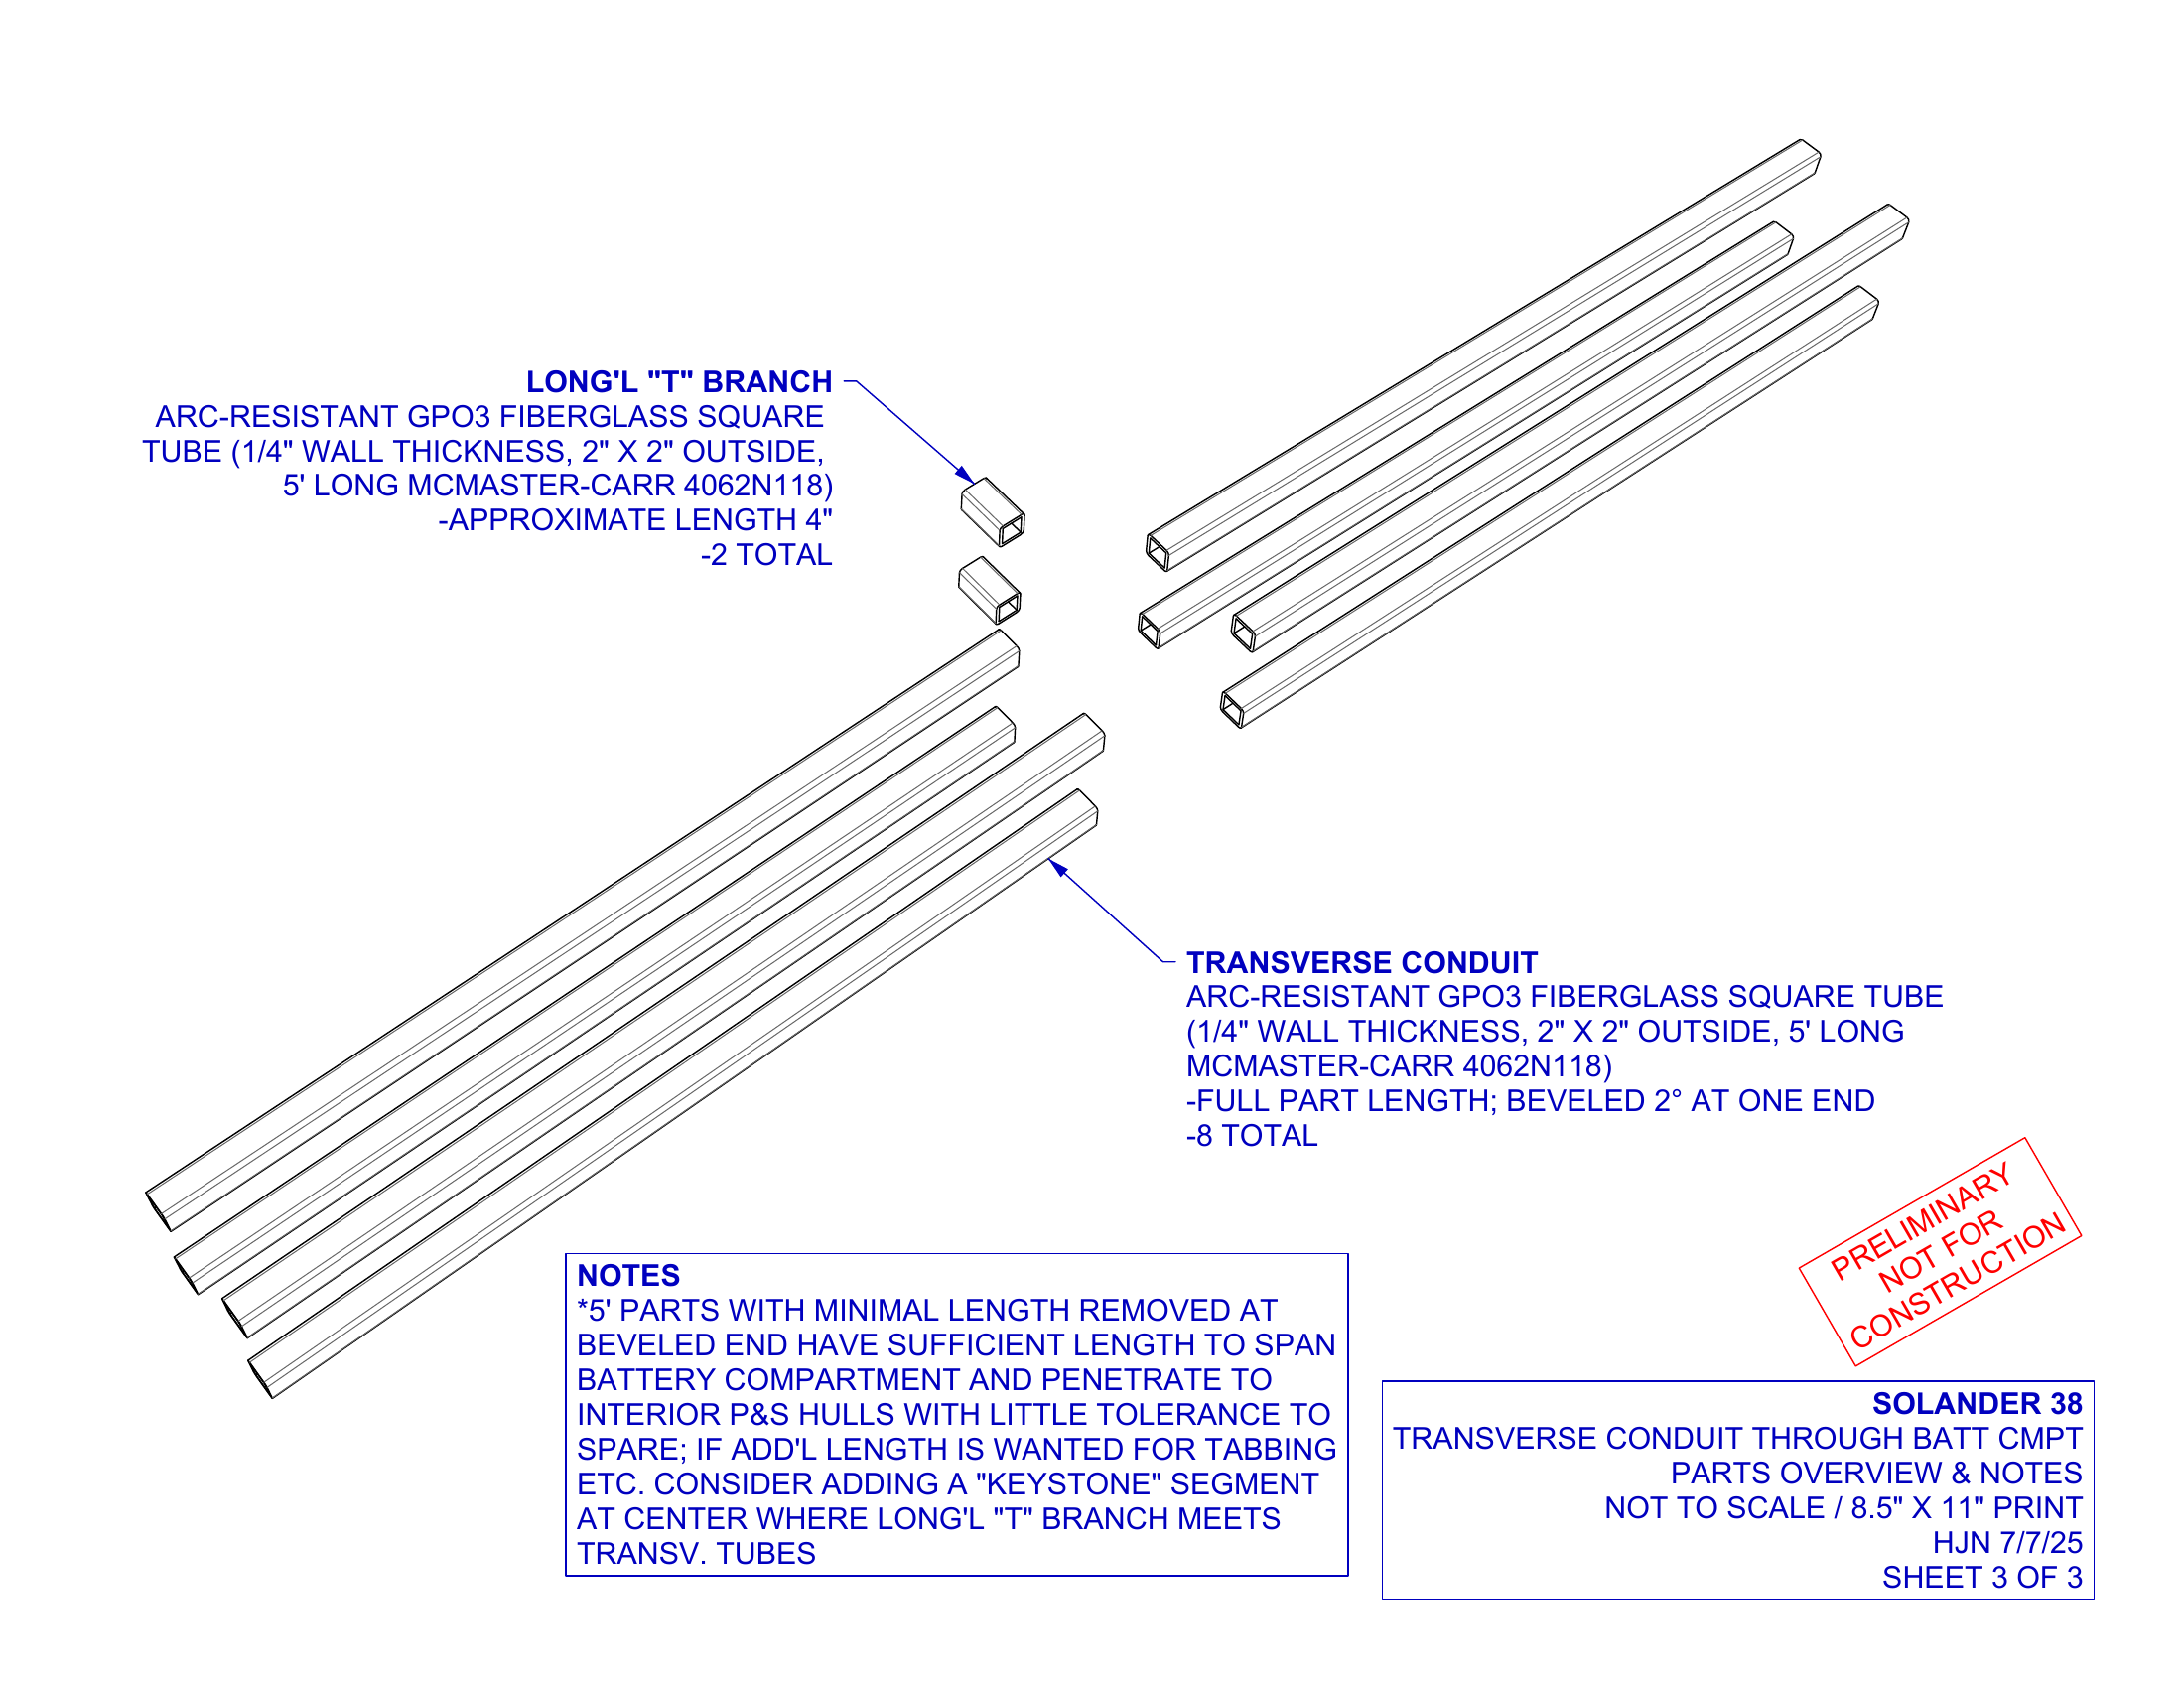 LONG'L "T" BRANCH
ARC-RESISTANT GPO3 FIBERGLASS SQUARE
TUBE (1/4" WALL THICKNESS, 2" X 2" OUTSIDE,
5' LONG MCMASTER-CARR 4062N118)
-APPROXIMATE LENGTH 4"
-2 TOTAL
TRANSVERSE CONDUIT
ARC-RESISTANT GPO3 FIBERGLASS SQUARE TUBE
(1/4" WALL THICKNESS, 2" X 2" OUTSIDE, 5' LONG
MCMASTER-CARR 4062N118)
-FULL PART LENGTH; BEVELED 2° AT ONE END
-8 TOTAL
PRELIMINARY
NOT FOR
CONSTRUCTION
NOTES
*5' PARTS WITH MINIMAL LENGTH REMOVED AT
BEVELED END HAVE SUFFICIENT LENGTH TO SPAN
BATTERY COMPARTMENT AND PENETRATE TO
INTERIOR P&S HULLS WITH LITTLE TOLERANCE TO
SPARE; IF ADD'L LENGTH IS WANTED FOR TABBING
ETC. CONSIDER ADDING A "KEYSTONE" SEGMENT
AT CENTER WHERE LONG'L "T" BRANCH MEETS
TRANSV. TUBES
SOLANDER 38
TRANSVERSE CONDUIT THROUGH BATT CMPT
PARTS OVERVIEW & NOTES
NOT TO SCALE / 8.5" X 11" PRINT
HJN 7/7/25
SHEET 3 OF 3